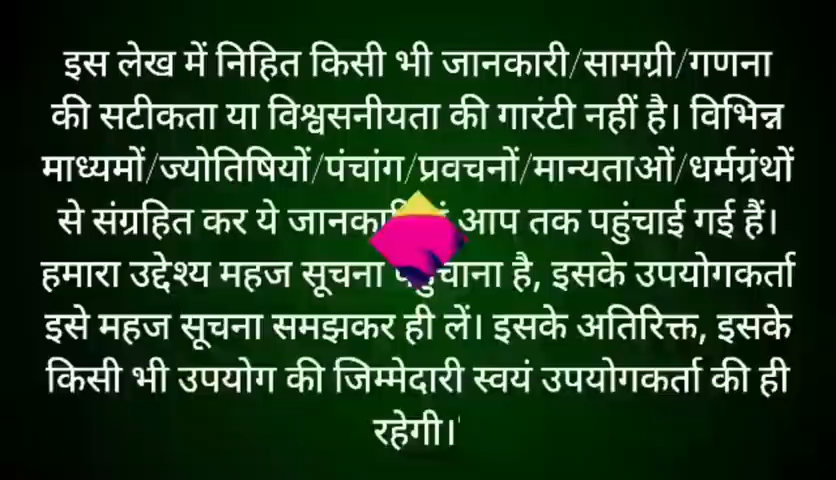 इस लेख में निहित किसी भी जानकारी/सामग्री/गणना
की सटीकता या विश्वसनीयता की गारंटी नहीं है। विभिन्न
माध्यमों/ज्योतिषियों/पंचांग/प्रवचनों/मान्यताओं/धर्मग्रंथों
से संग्रहित कर ये आप तक पहुंचाई गई हैं।
हमारा उद्देश्य महज सूचना है, इसके उपयोगकर्ता
इसे महज सूचना समझकर ही लें। इसके अतिरिक्त, इसके
किसी भी उपयोग की जिम्मेदारी स्वयं उपयोगकर्ता की ही
रहेगी।'